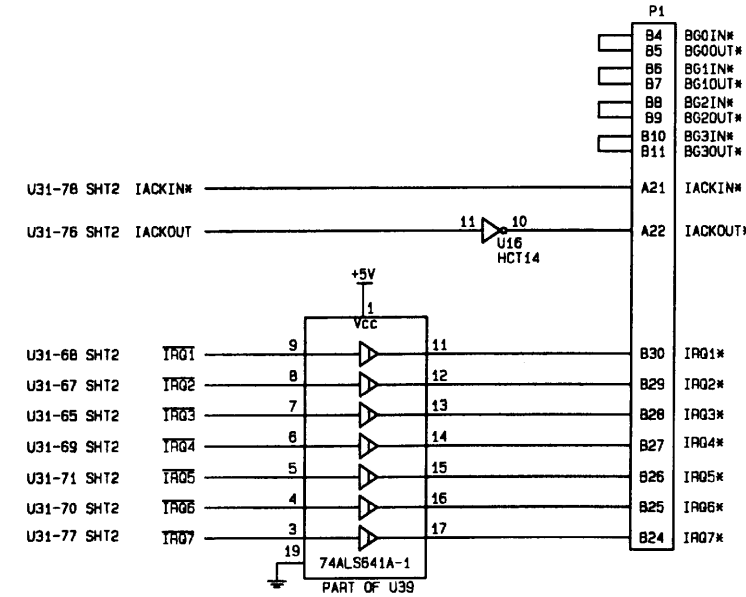 P1
B4 BG0IN*
B5 BG0OUT*
B6 BG1IN*
B7 BG1OUT*
B8 BG2IN*
B9 BG2OUT*
B10 BG3IN*
B11 BG3OUT*
U31-78 SHT2 IACKIN* A21 IACKIN*
U31-76 SHT2 IACKOUT 11 10 A22 IACKOUT*
U16
HCT14
+5V
1
Vcc
U31-68 SHT2 IRQ1 9 11 B30 IRQ1*
U31-67 SHT2 IRQ2 8 12 B29 IRQ2*
U31-65 SHT2 IRQ3 7 13 B28 IRQ3*
U31-69 SHT2 IRQ4 6 14 B27 IRQ4*
U31-71 SHT2 IRQ5 5 15 B26 IRQ5*
U31-70 SHT2 IRQ6 4 16 B25 IRQ6*
U31-77 SHT2 IRQ7 3 17 B24 IRQ7*
19
74ALS641A-1
PART OF U39